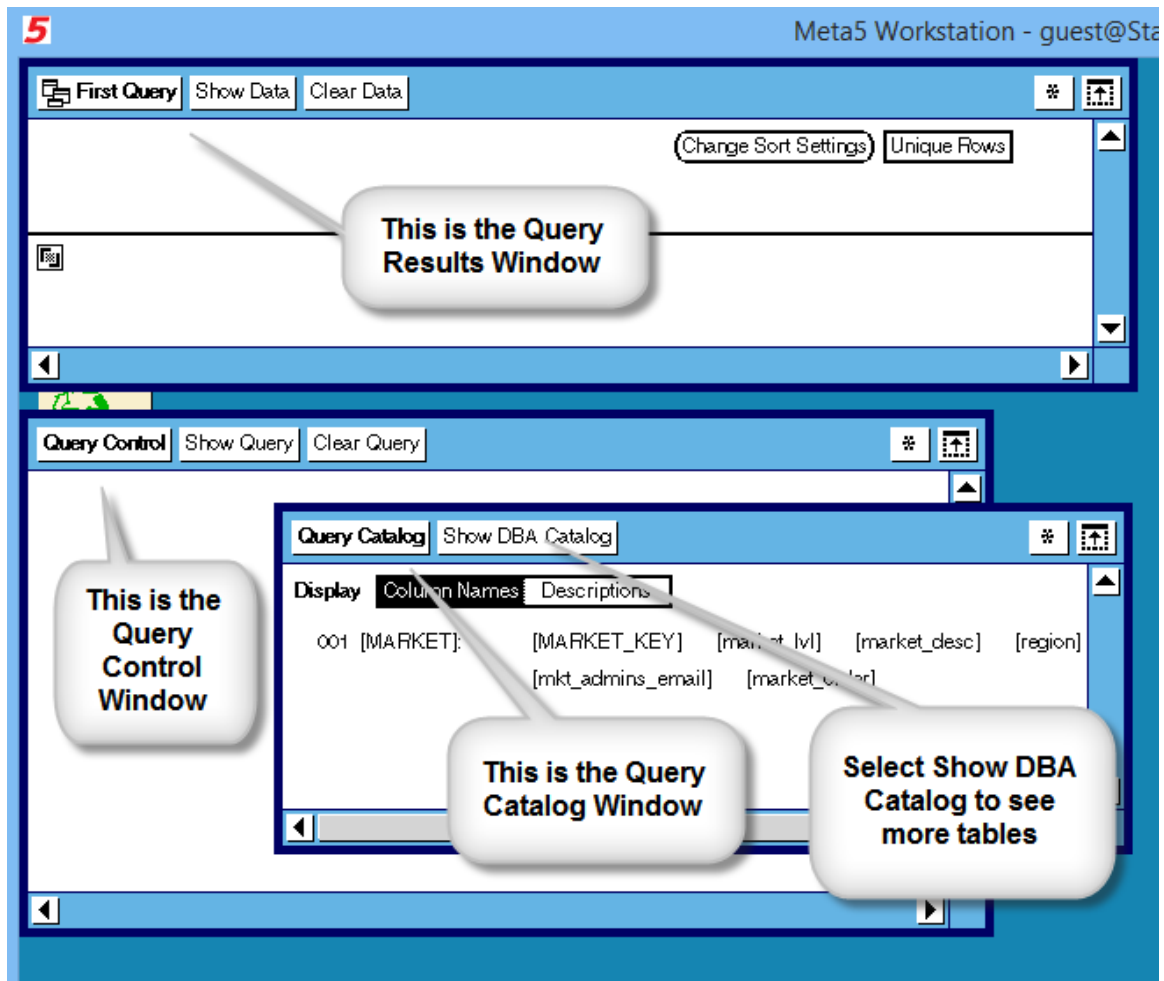 5 Meta5 Workstation - guest@Sta
First Query Show Data Clear Data *
Change Sort Settings Unique Rows
This is the Query
Results Window
Query Control Show Query Clear Query *
Query Catalog Show DBA Catalog *
Display Column Names Descriptions
001 [MARKET]: [MARKET_KEY] [market_lvl] [market_desc] [region]
[mkt_admins_email] [market_order]
This is the
Query
Control
Window
This is the Query
Catalog Window
Select Show DBA
Catalog to see
more tables